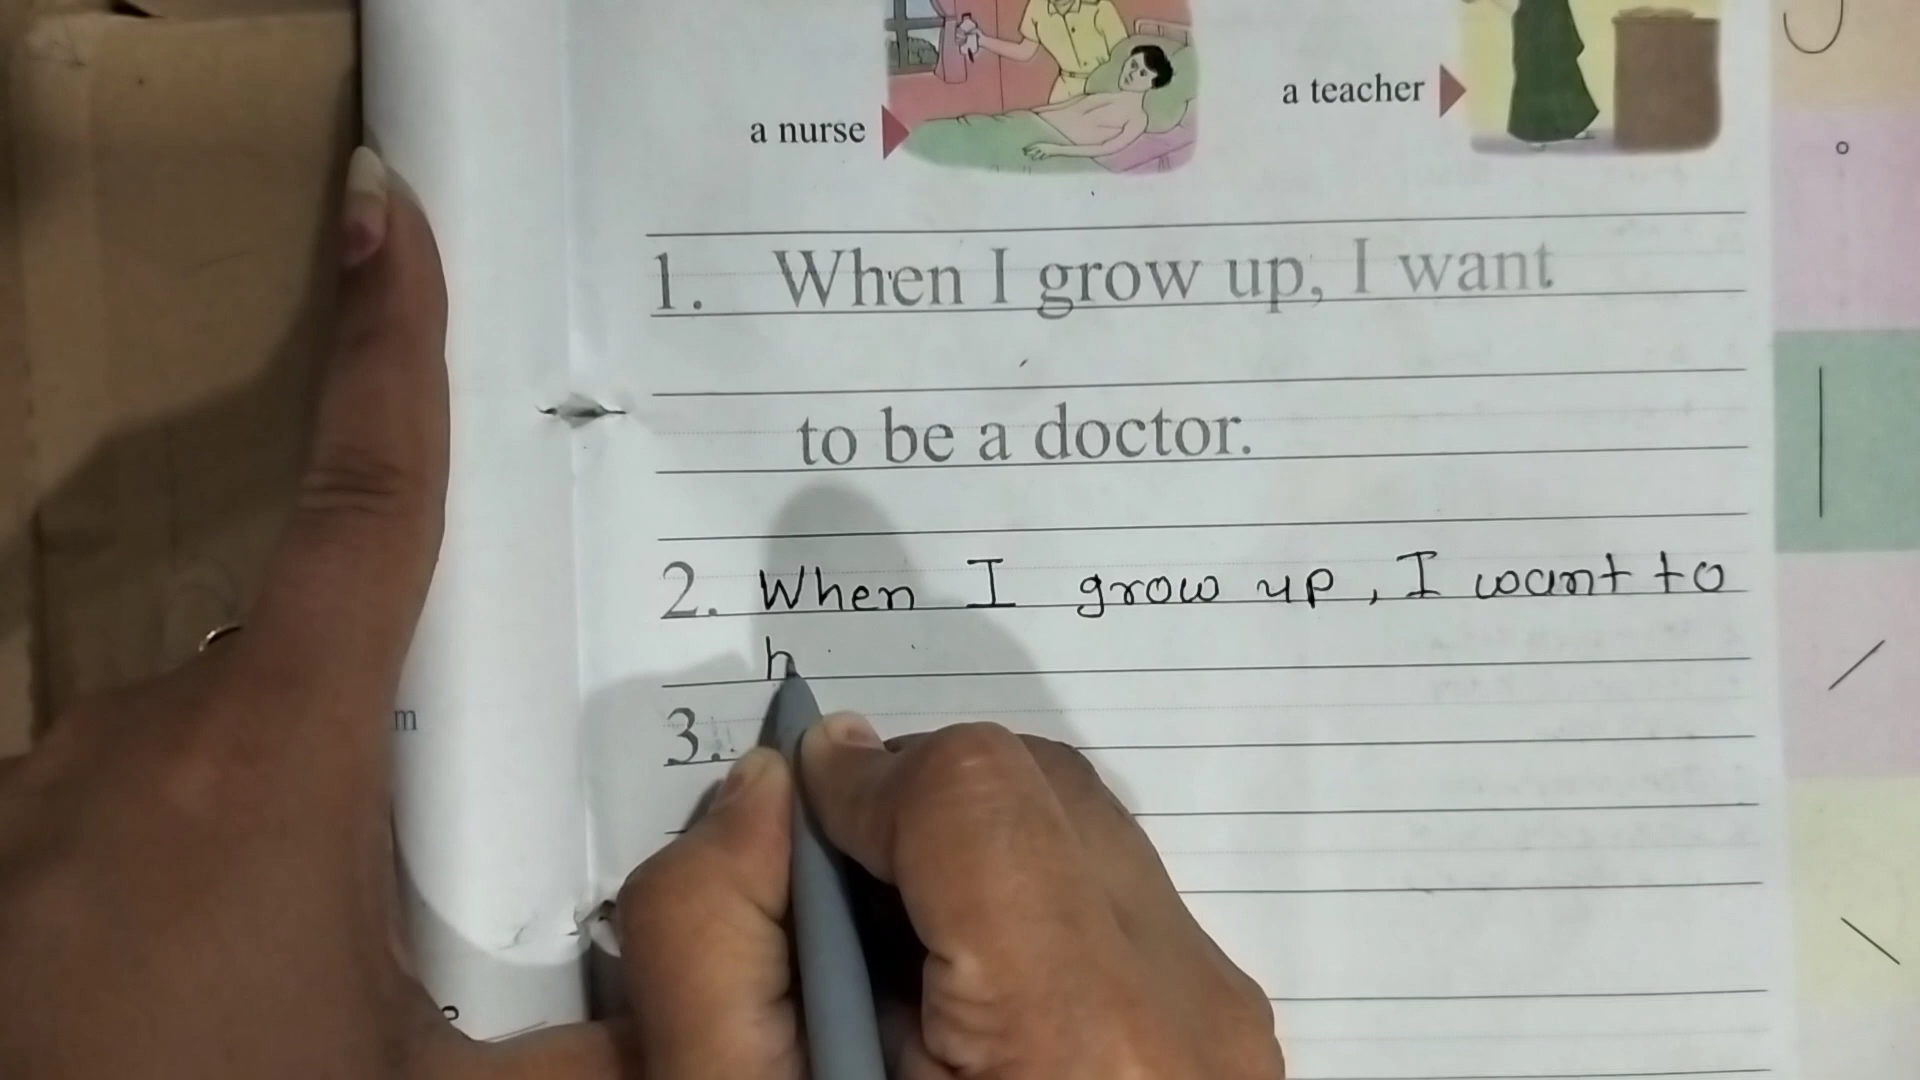 a nurse
a teacher
1. When I grow up, I want
to be a doctor.
2. When I grow up, I want to
m
3.